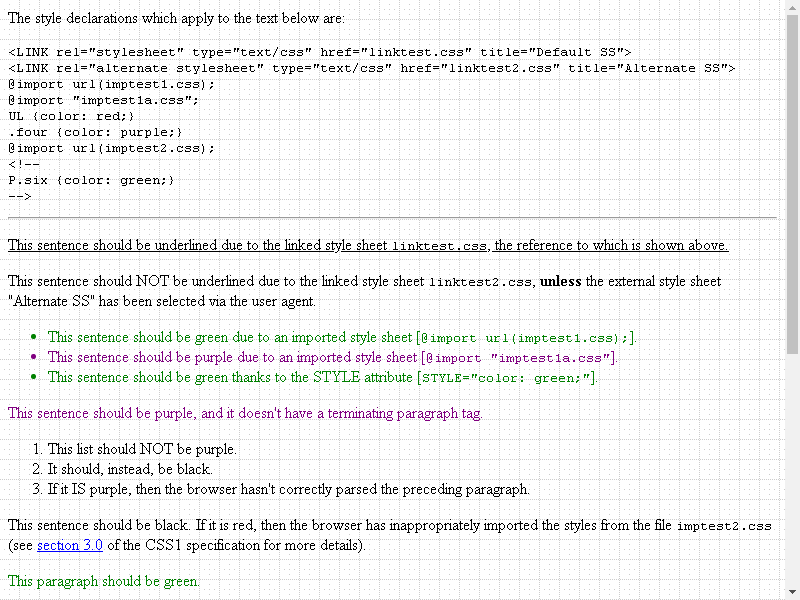 The style declarations which apply to the text below are:
<LINK rel="stylesheet" type="text/css" href="linktest.css" title="Default SS">
<LINK rel="alternate stylesheet" type="text/css" href="linktest2.css" title="Alternate SS">
@import url(imptest1.css);
@import "imptest1a.css";
UL {color: red;}
.four {color: purple;}
@import url(imptest2.css);
<!--
P.six {color: green;}
-->
This sentence should be underlined due to the linked style sheet linktest.css, the reference to which is shown above.
This sentence should NOT be underlined due to the linked style sheet linktest2.css, unless the external style sheet
"Alternate SS" has been selected via the user agent.
• This sentence should be green due to an imported style sheet [@import url(imptest1.css);].
• This sentence should be purple due to an imported style sheet [@import "imptest1a.css"].
• This sentence should be green thanks to the STYLE attribute [STYLE="color: green;"].
This sentence should be purple, and it doesn't have a terminating paragraph tag.
1. This list should NOT be purple.
2. It should, instead, be black.
3. If it IS purple, then the browser hasn't correctly parsed the preceding paragraph.
This sentence should be black. If it is red, then the browser has inappropriately imported the styles from the file imptest2.css
(see section 3.0 of the CSS1 specification for more details).
This paragraph should be green.